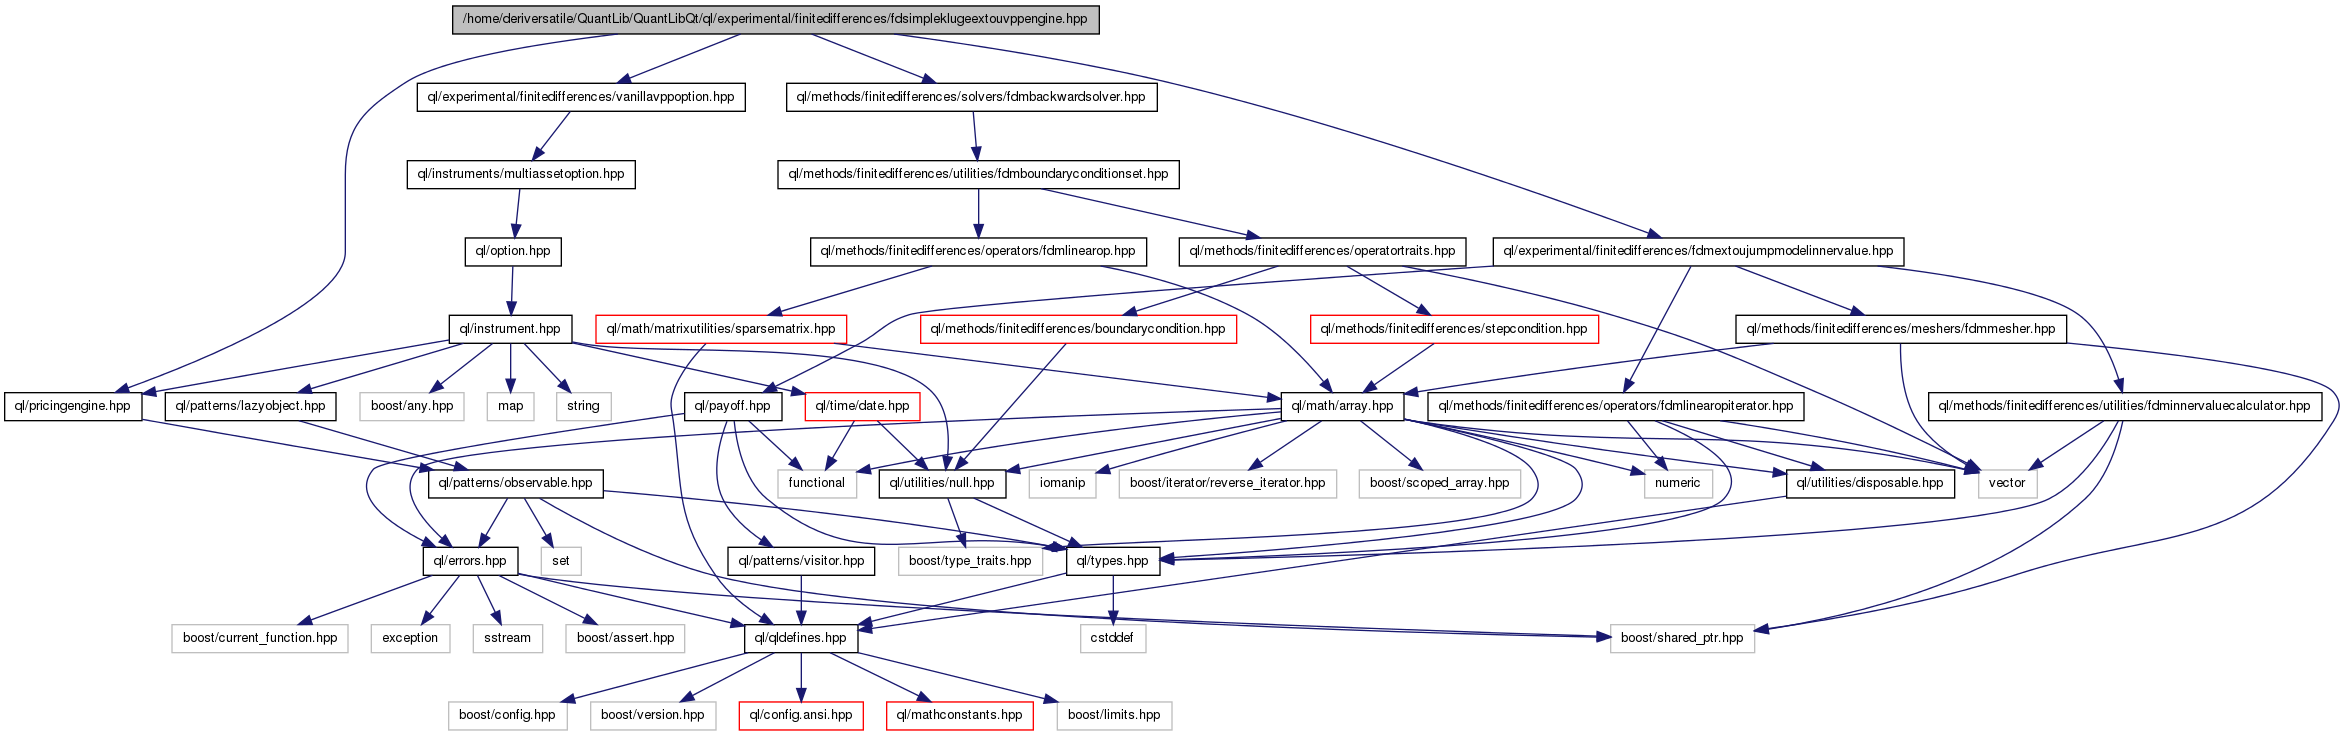 /home/deriversatile/QuantLib/QuantLibQt/ql/experimental/finitedifferences/fdsimpleklugeextouvppengine.hpp
ql/experimental/finitedifferences/vanillavppoption.hpp
ql/methods/finitedifferences/solvers/fdmbackwardsolver.hpp
ql/instruments/multiassetoption.hpp
ql/methods/finitedifferences/utilities/fdmboundaryconditionset.hpp
ql/option.hpp
ql/methods/finitedifferences/operators/fdmlinearop.hpp
ql/methods/finitedifferences/operatortraits.hpp
ql/experimental/finitedifferences/fdmextoujumpmodelinnervalue.hpp
ql/instrument.hpp
ql/math/matrixutilities/sparsematrix.hpp
ql/methods/finitedifferences/boundarycondition.hpp
ql/methods/finitedifferences/stepcondition.hpp
ql/methods/finitedifferences/meshers/fdmmesher.hpp
ql/pricingengine.hpp
ql/patterns/lazyobject.hpp
boost/any.hpp
map
string
ql/payoff.hpp
ql/time/date.hpp
ql/math/array.hpp
ql/methods/finitedifferences/operators/fdmlinearopiterator.hpp
ql/methods/finitedifferences/utilities/fdminnervaluecalculator.hpp
ql/patterns/observable.hpp
functional
ql/utilities/null.hpp
iomanip
boost/iterator/reverse_iterator.hpp
boost/scoped_array.hpp
numeric
ql/utilities/disposable.hpp
vector
ql/errors.hpp
set
ql/patterns/visitor.hpp
boost/type_traits.hpp
ql/types.hpp
boost/current_function.hpp
exception
sstream
boost/assert.hpp
ql/qldefines.hpp
cstddef
boost/shared_ptr.hpp
boost/config.hpp
boost/version.hpp
ql/config.ansi.hpp
ql/mathconstants.hpp
boost/limits.hpp